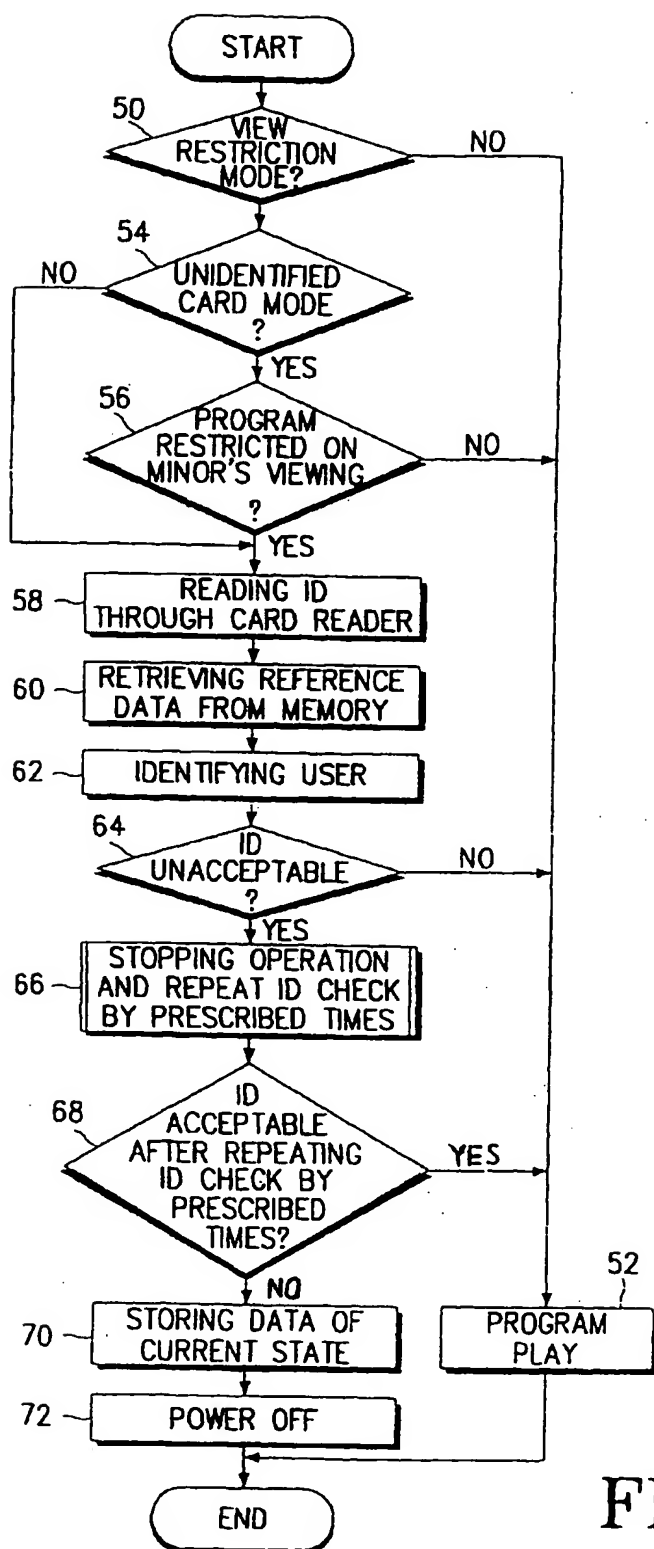 START
50
VIEW
RESTRICTION
MODE?
NO
54
NO
UNIDENTIFIED
CARD MODE
?
YES
56
PROGRAM
RESTRICTED ON
MINOR'S VIEWING
?
NO
YES
58
READING ID
THROUGH CARD READER
60
RETRIEVING REFERENCE
DATA FROM MEMORY
62
IDENTIFYING USER
64
ID
UNACCEPTABLE
?
NO
YES
66
STOPPING OPERATION
AND REPEAT ID CHECK
BY PRESCRIBED TIMES
68
ID
ACCEPTABLE
AFTER REPEATING
ID CHECK BY
PRESCRIBED
TIMES?
YES
NO
52
PROGRAM
PLAY
70
STORING DATA OF
CURRENT STATE
72
POWER OFF
END